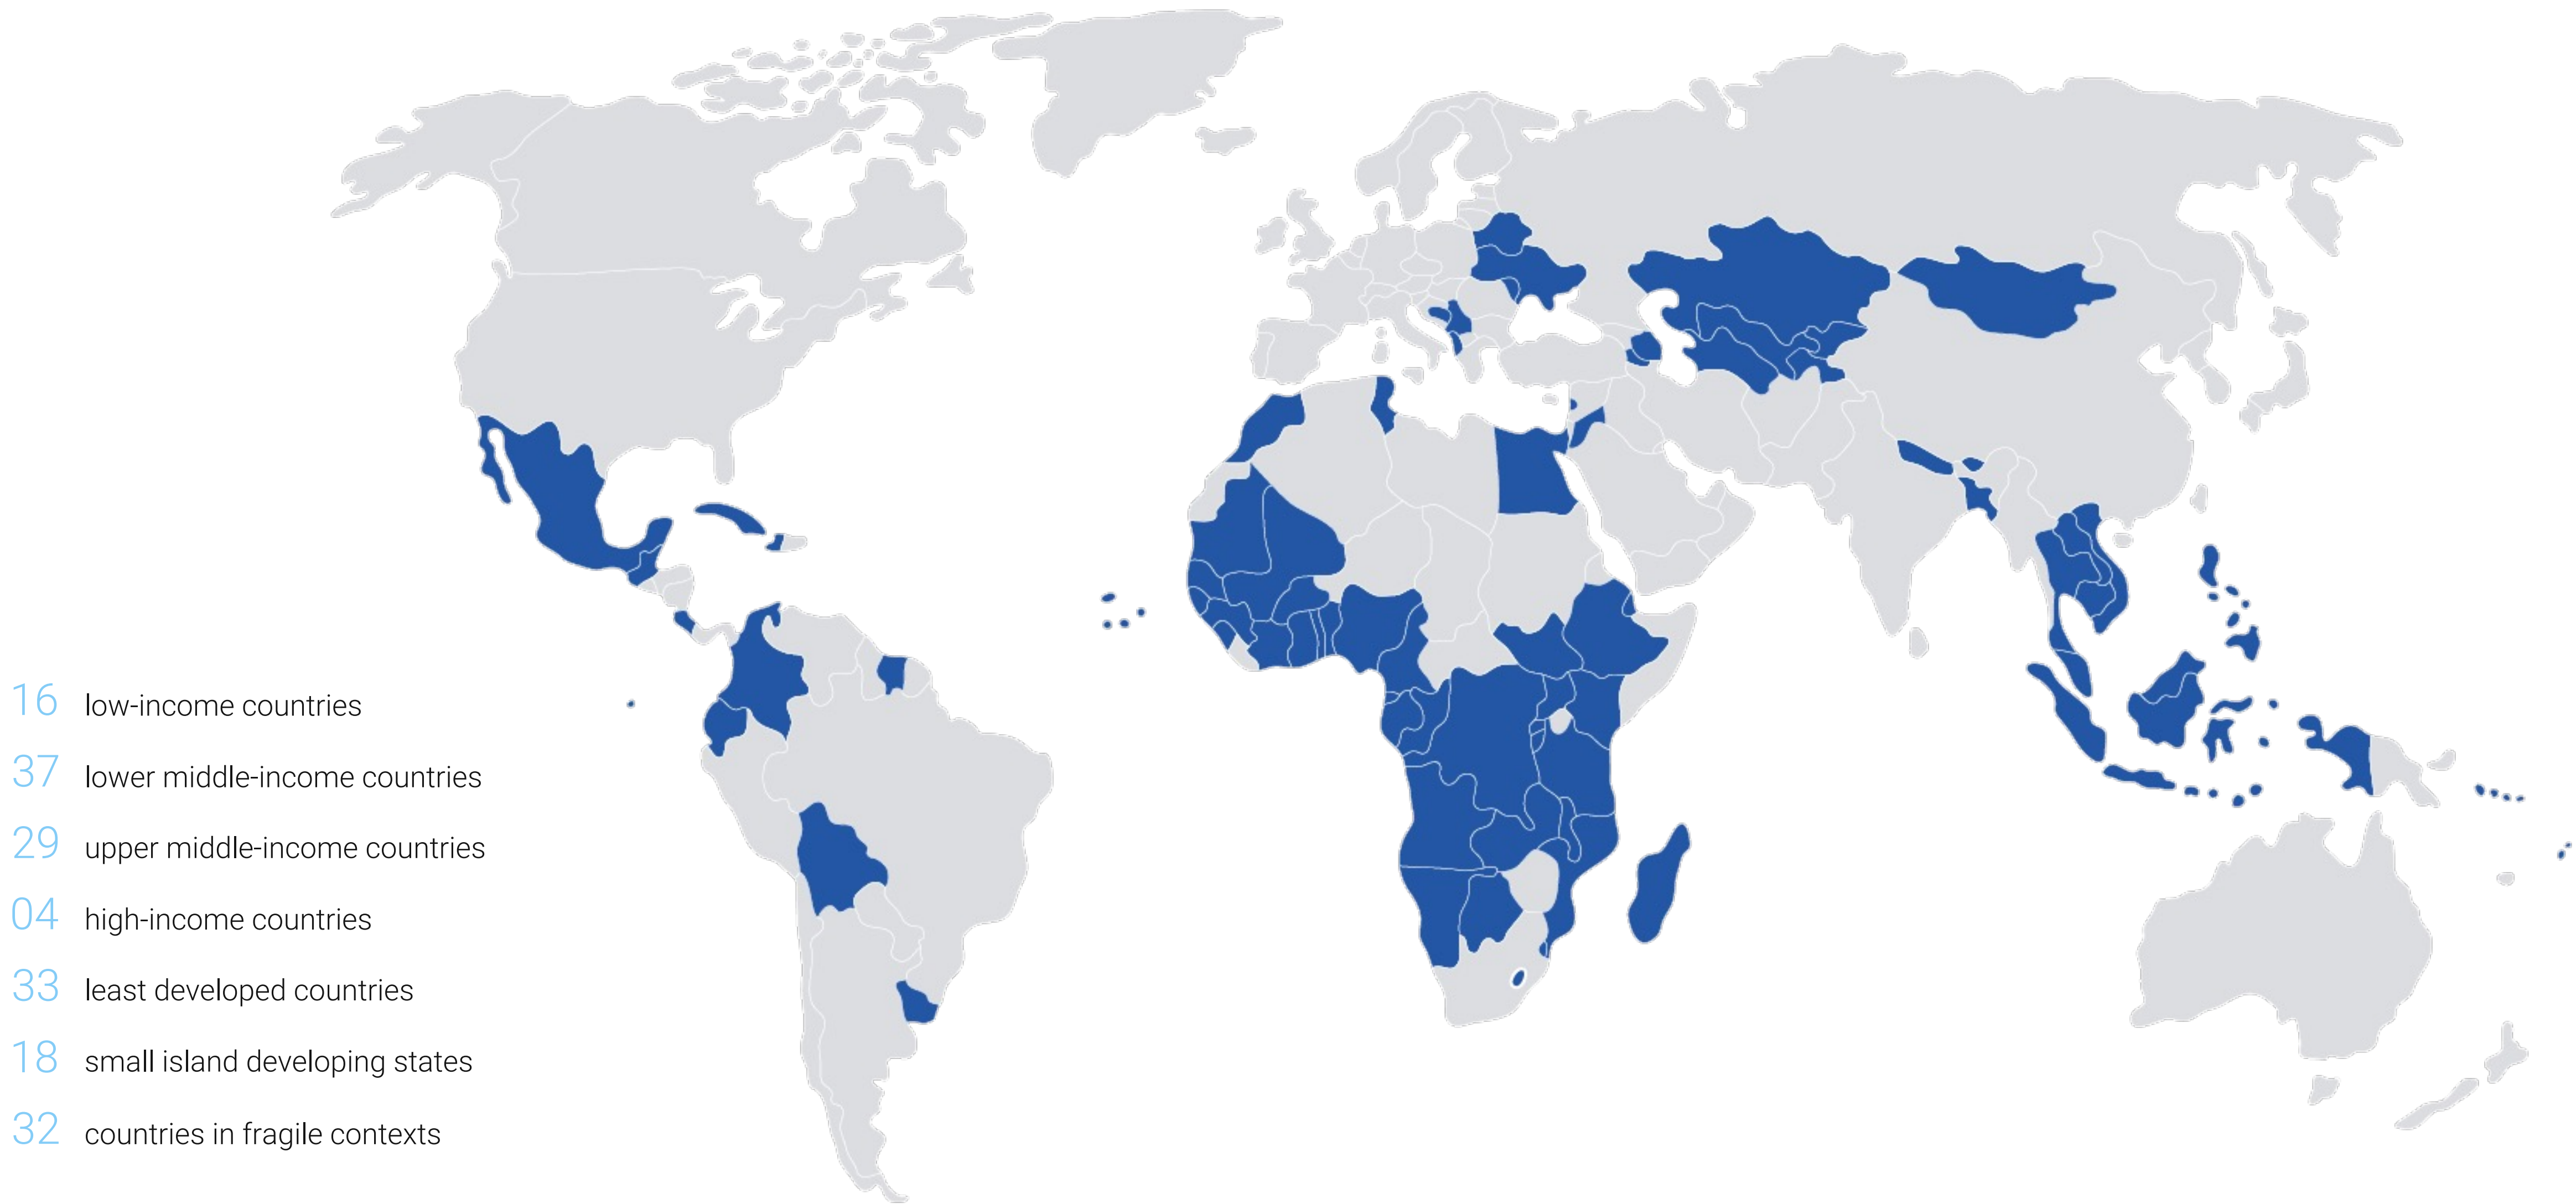 16 low-income countries
37 lower middle-income countries
29 upper middle-income countries
04 high-income countries
33 least developed countries
18 small island developing states
32 countries in fragile contexts